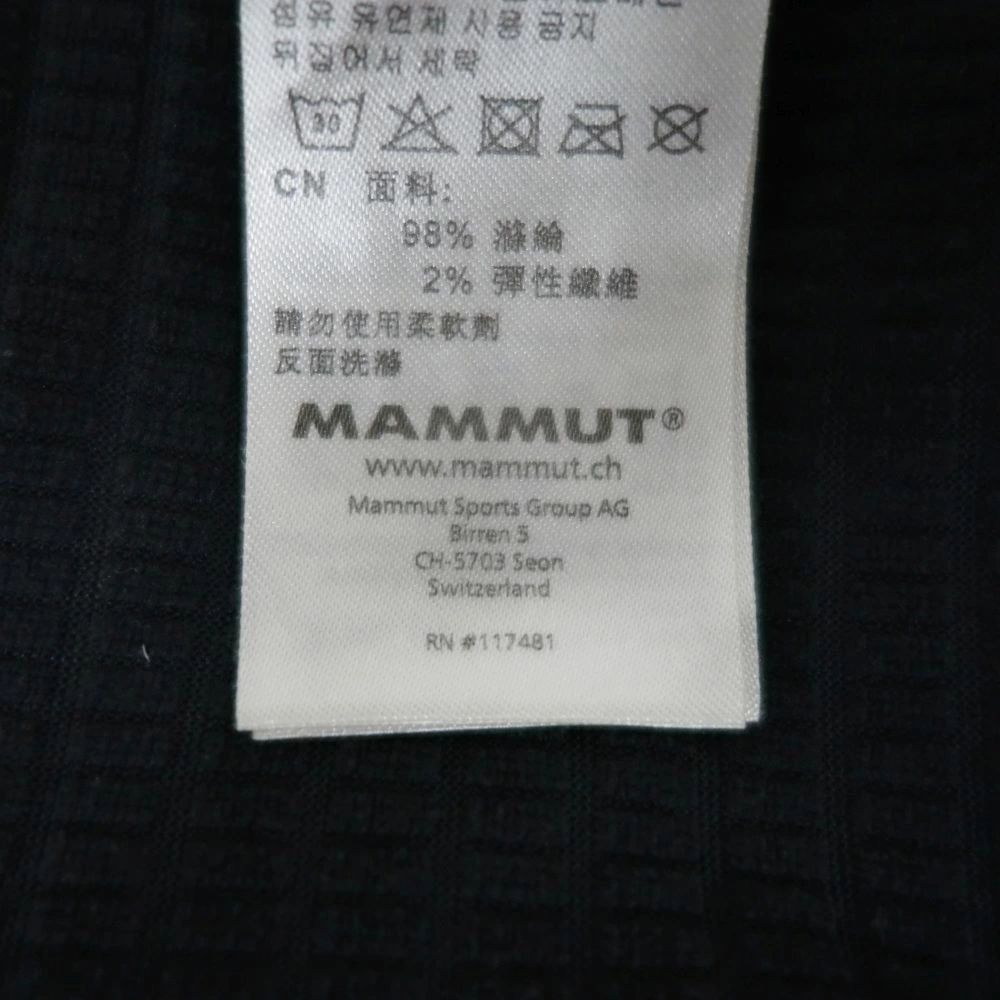 섬유 유연제 사용 금지
뒤집어서 세탁
30
CN 面料:
98% 滌綸
2% 彈性纖維
請勿使用柔軟劑
反面洗滌
MAMMUT®
www.mammut.ch
Mammut Sports Group AG
Birren 5
CH-5703 Seon
Switzerland
RN #117481